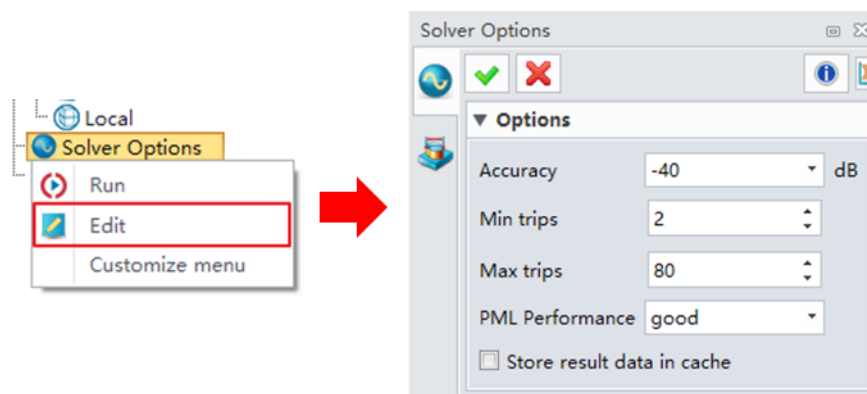 Local
Solver Options
Run
Edit
Customize menu
Solver Options
Options
Accuracy
-40
dB
Min trips
2
Max trips
80
PML Performance
good
Store result data in cache